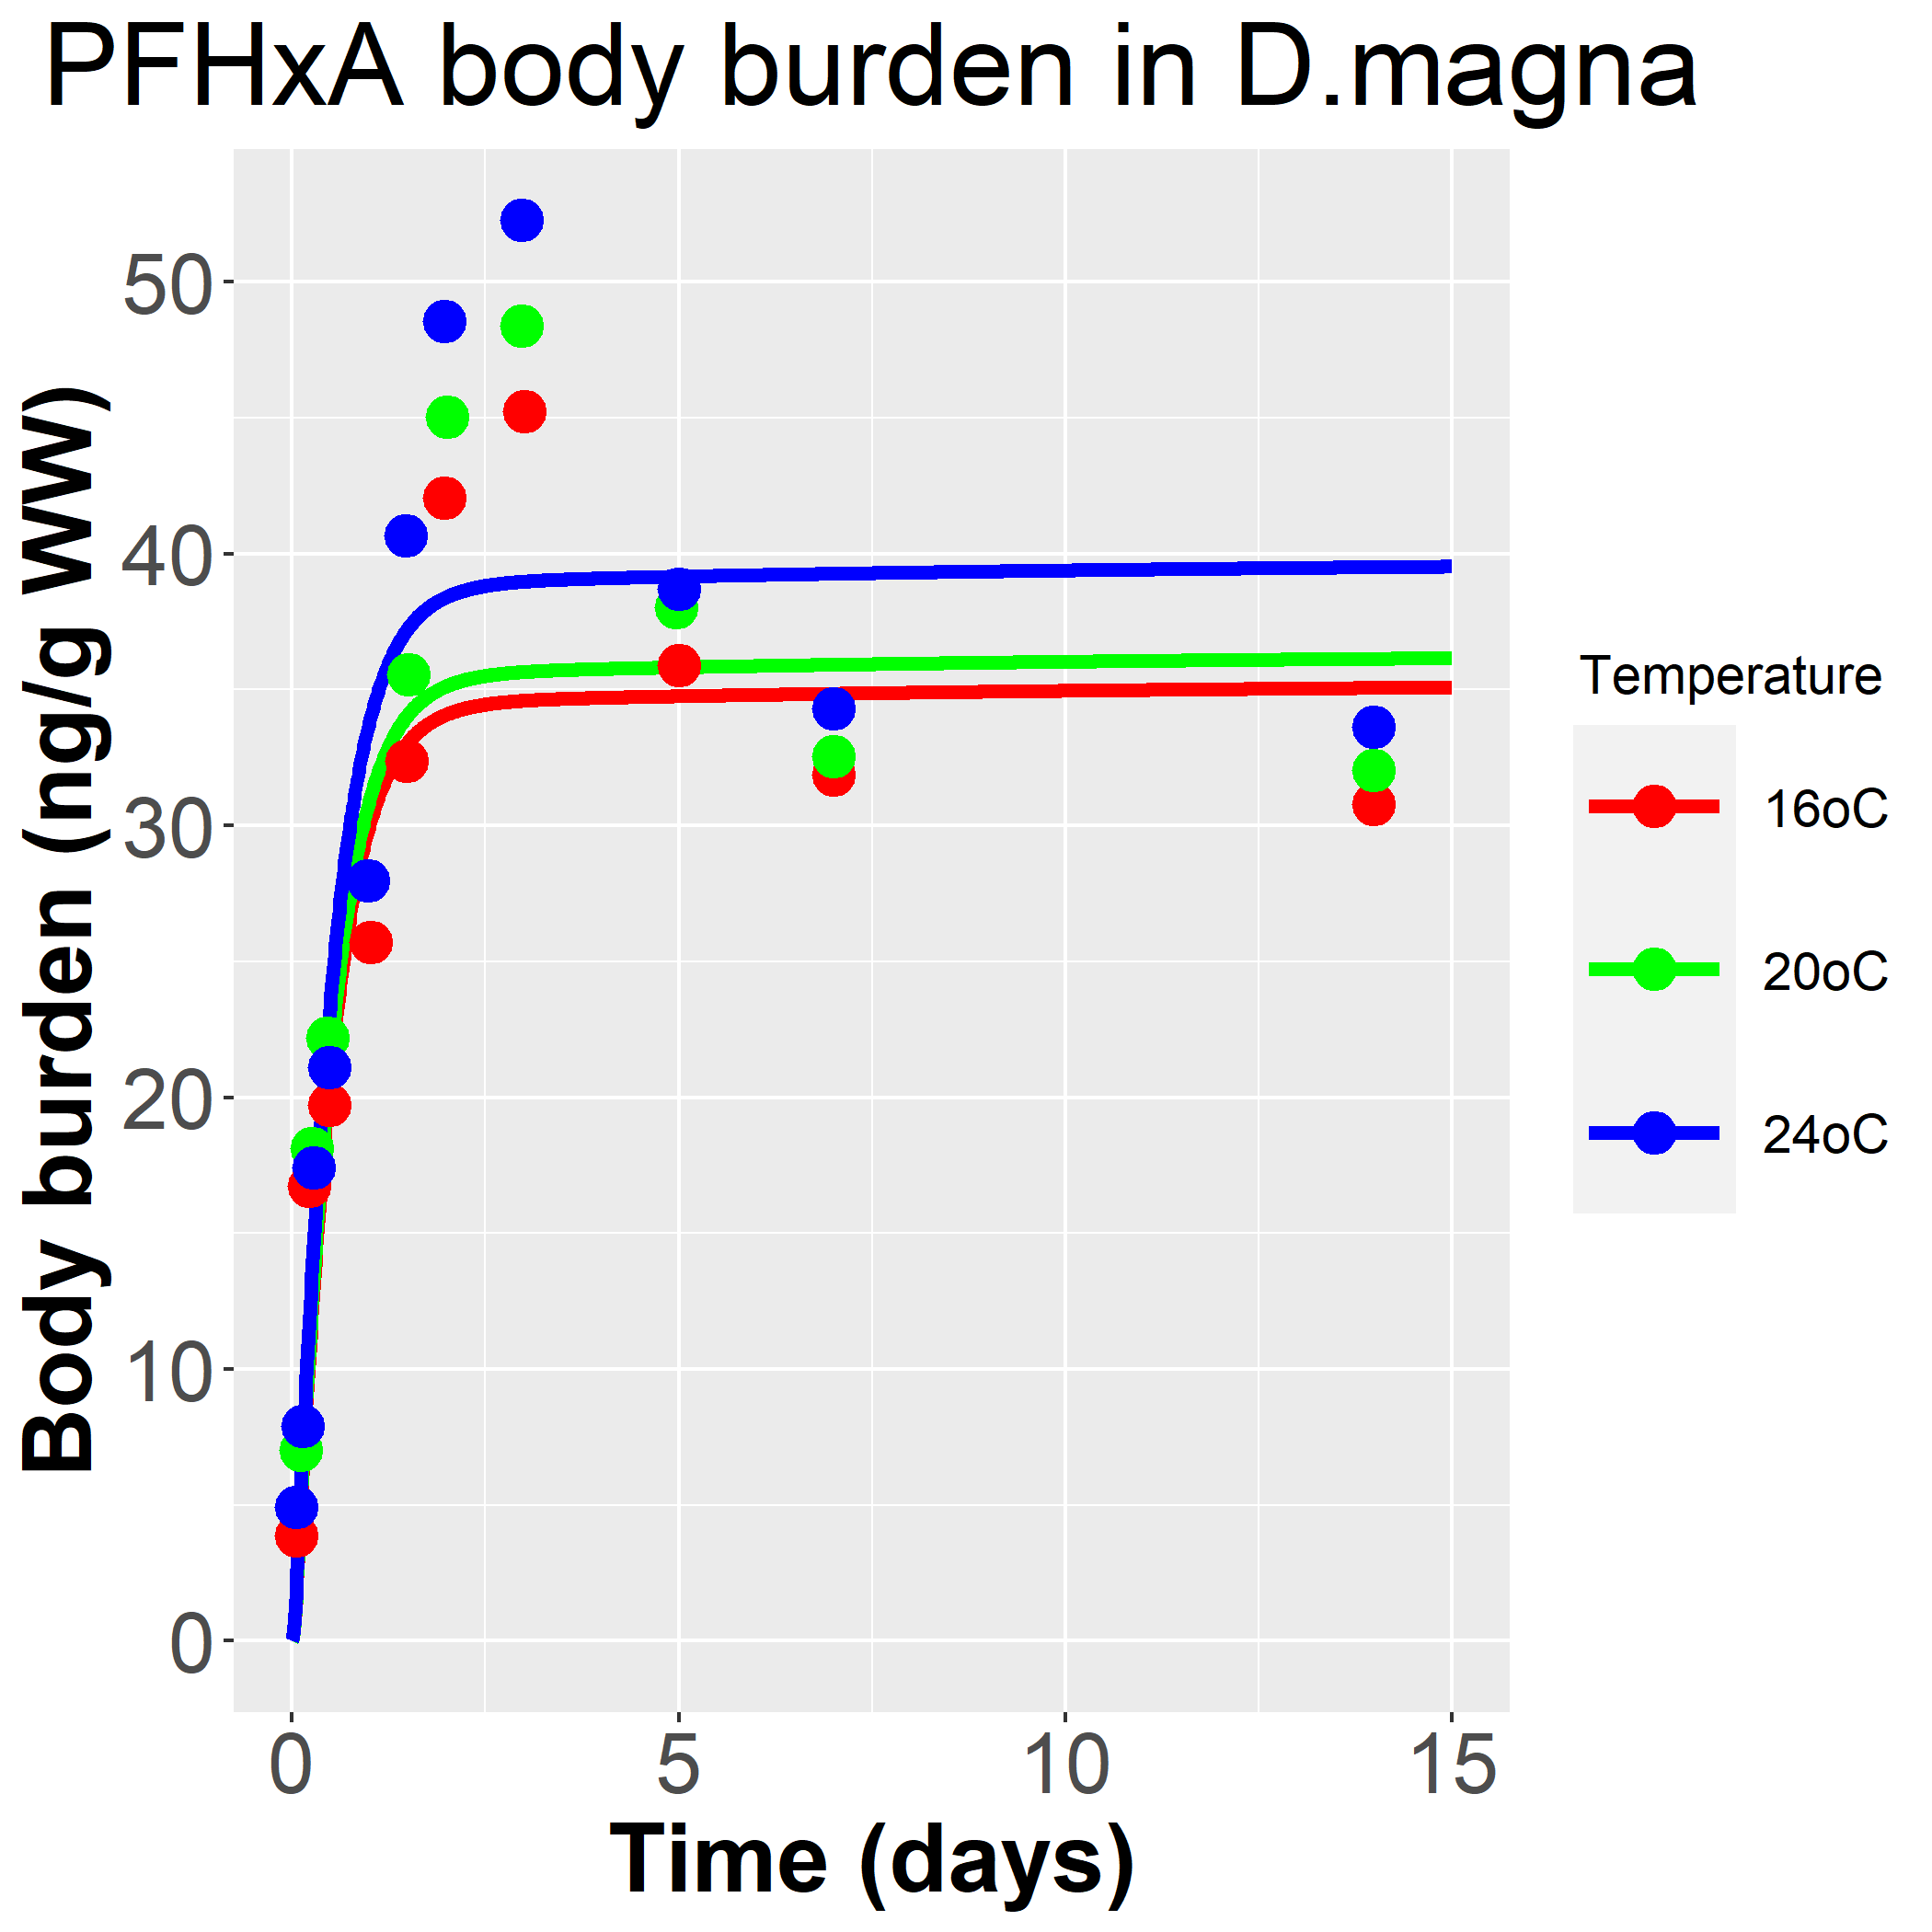 PFHxA body burden in D.magna
Body burden (ng/g WW)
50
40
30
20
10
0
0 5 10 15
Time (days)
Temperature
16oC
20oC
24oC